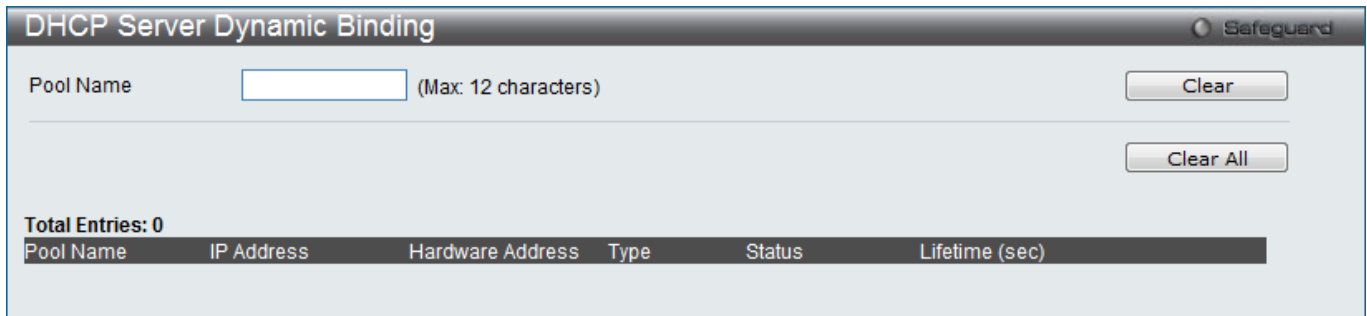 DHCP Server Dynamic Binding
Safeguard
Pool Name (Max: 12 characters) Clear
Clear All
Total Entries: 0
Pool Name IP Address Hardware Address Type Status Lifetime (sec)